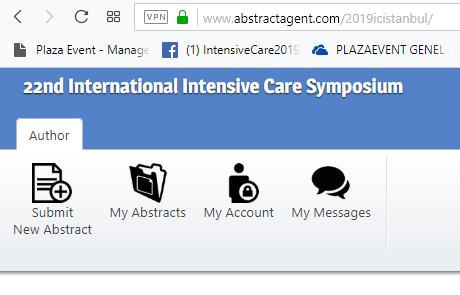 VPN www.abstractagent.com/2019icistanbul/
Plaza Event - Manage (1) IntensiveCare2019 PLAZAEVENT GENEL
22nd International Intensive Care Symposium
Author
Submit
New Abstract
My Abstracts
My Account
My Messages